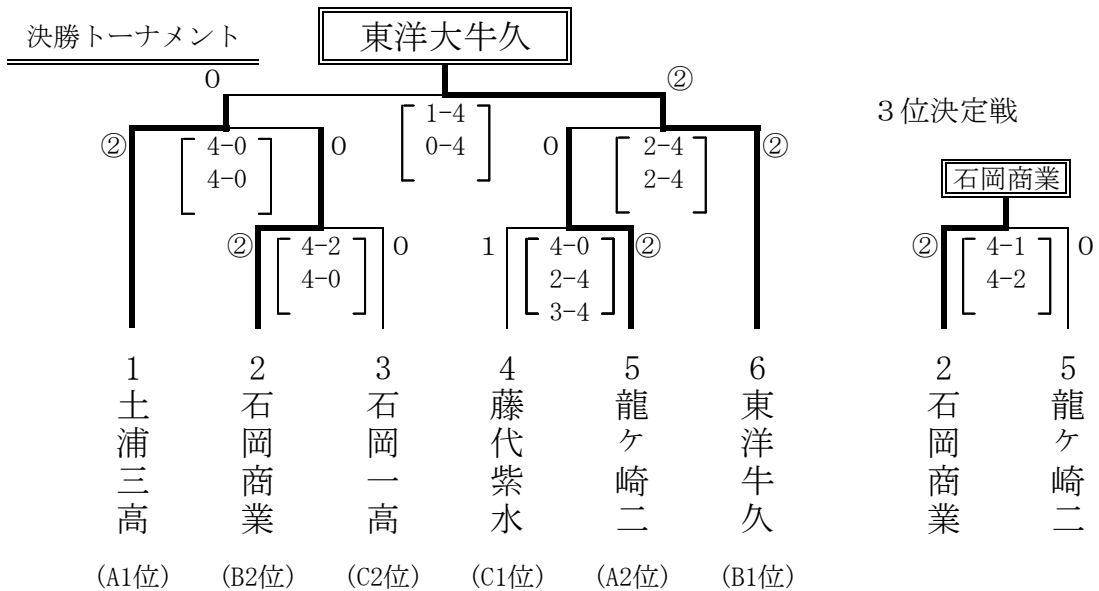 決勝トーナメント
東洋大牛久
0
②
1-4
0-4
3位決定戦
②
4-0
4-0
0
0
2-4
2-4
②
石岡商業
②
4-2
4-0
0
1
4-0
2-4
3-4
②
②
4-1
4-2
0
1
2
3
4
5
6
2
5
土浦三高
石岡商業
石岡一高
藤代紫水
龍ケ崎二
東洋牛久
石岡商業
龍ケ崎二
(A1位)
(B2位)
(C2位)
(C1位)
(A2位)
(B1位)